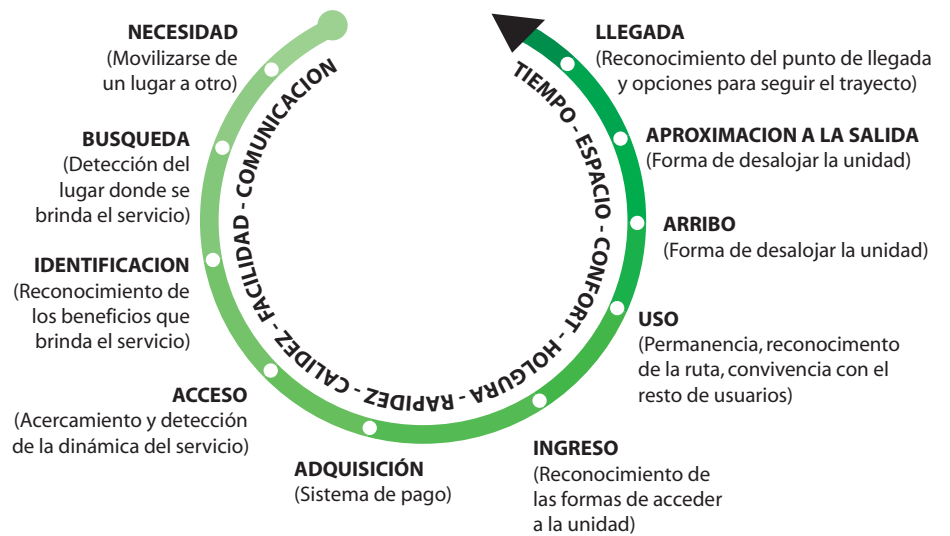 NECESIDAD
(Movilizarse de
un lugar a otro)
BUSQUEDA
(Detección del
lugar donde se
brinda el servicio)
IDENTIFICACION
(Reconocimiento de
los beneficios que
brinda el servicio)
ACCESO
(Acercamiento y detección
de la dinámica del servicio)
ADQUISICIÓN
(Sistema de pago)
INGRESO
(Reconocimiento de
las formas de acceder
a la unidad)
USO
(Permanencia, reconocimento
de la ruta, convivencia con el
resto de usuarios)
ARRIBO
(Forma de desalojar la unidad)
APROXIMACION A LA SALIDA
(Forma de desalojar la unidad)
LLEGADA
(Reconocimiento del punto de llegada
y opciones para seguir el trayecto)
TIEMPO - ESPACIO - CONFORT - HOLGURA - RAPIDEZ - CALIDEZ - FACILIDAD - COMUNICACION